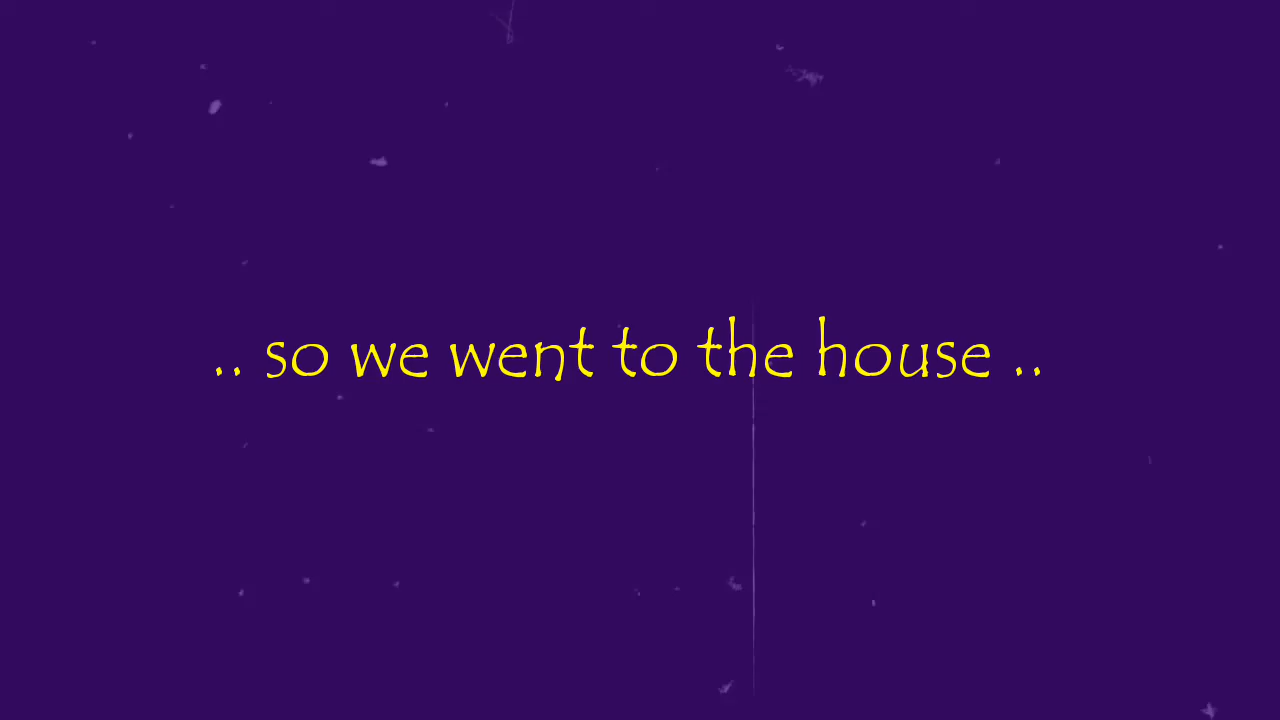 .. so we went to the house ..